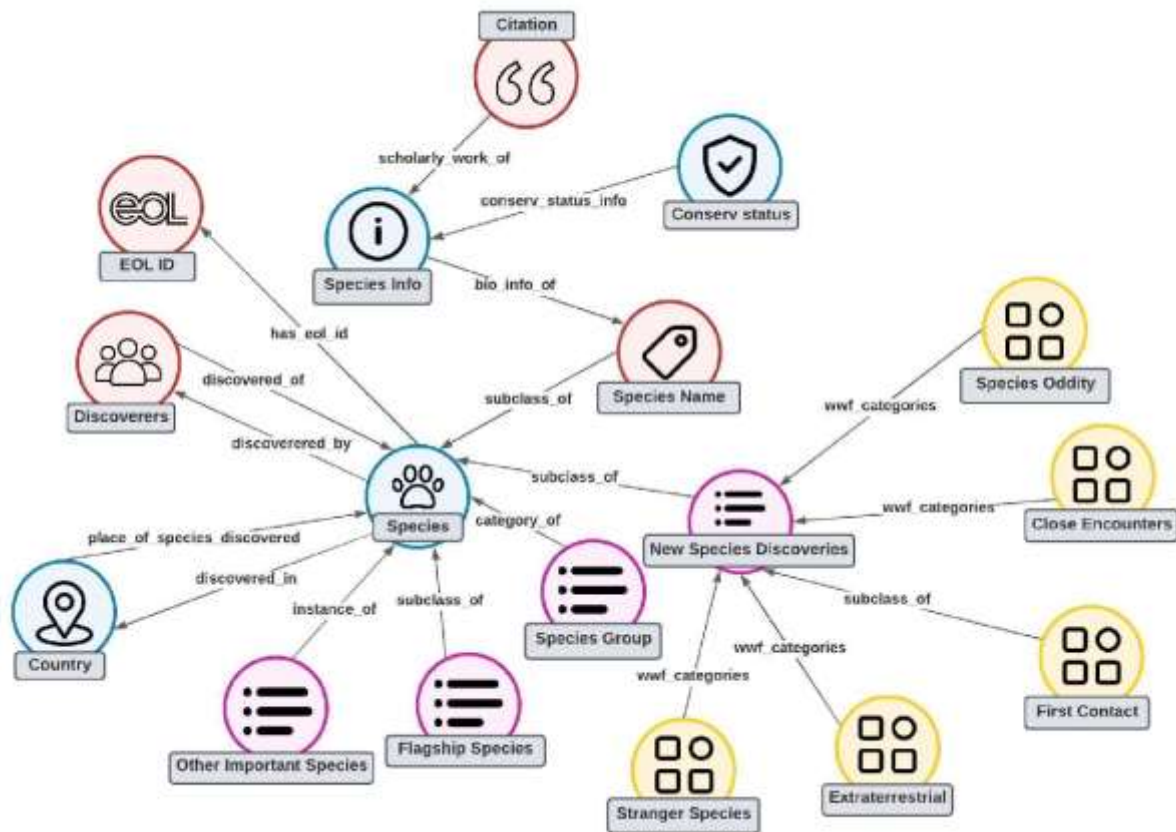 Citation
scholarly_work_of
conserv_status_info
Conserv status
eOL
EOL ID
i
Species Info
bio_info_of
has_eol_id
Species Name
Species Oddity
Discoverers
discovered_of
subclass_of
wwf_categories
discoverered_by
subclass_of
wwf_categories
Close Encounters
Species
category_of
New Species Discoveries
place_of_species_discovered
discovered_in
instance_of
subclass_of
Species Group
subclass_of
Country
wwf_categories
wwf_categories
First Contact
Other Important Species
Flagship Species
Stranger Species
Extraterrestrial